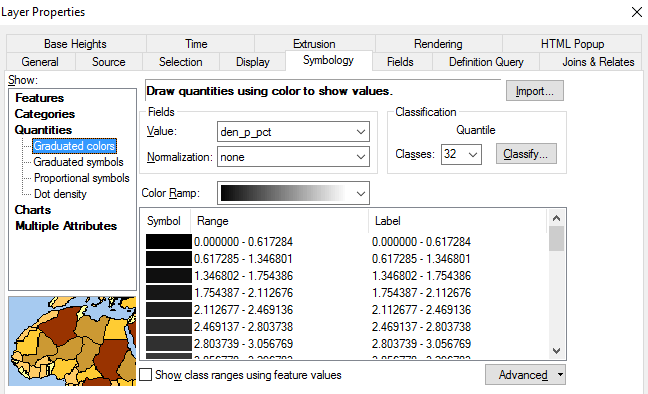 Layer Properties
Base Heights Time Extrusion Rendering HTML Popup
General Source Selection Display Symbology Fields Definition Query Joins & Relates
Show:
Features
Categories
Quantities
Graduated colors
Graduated symbols
Proportional symbols
Dot density
Charts
Multiple Attributes
Draw quantities using color to show values.
Import...
Fields
Value: den_p_pct
Normalization: none
Classification
Quantile
Classes: 32 Classify...
Color Ramp:
Symbol Range Label
0.000000 - 0.617284 0.000000 - 0.617284
0.617285 - 1.346801 0.617285 - 1.346801
1.346802 - 1.754386 1.346802 - 1.754386
1.754387 - 2.112676 1.754387 - 2.112676
2.112677 - 2.469136 2.112677 - 2.469136
2.469137 - 2.803738 2.469137 - 2.803738
2.803739 - 3.056769 2.803739 - 3.056769
Show class ranges using feature values
Advanced